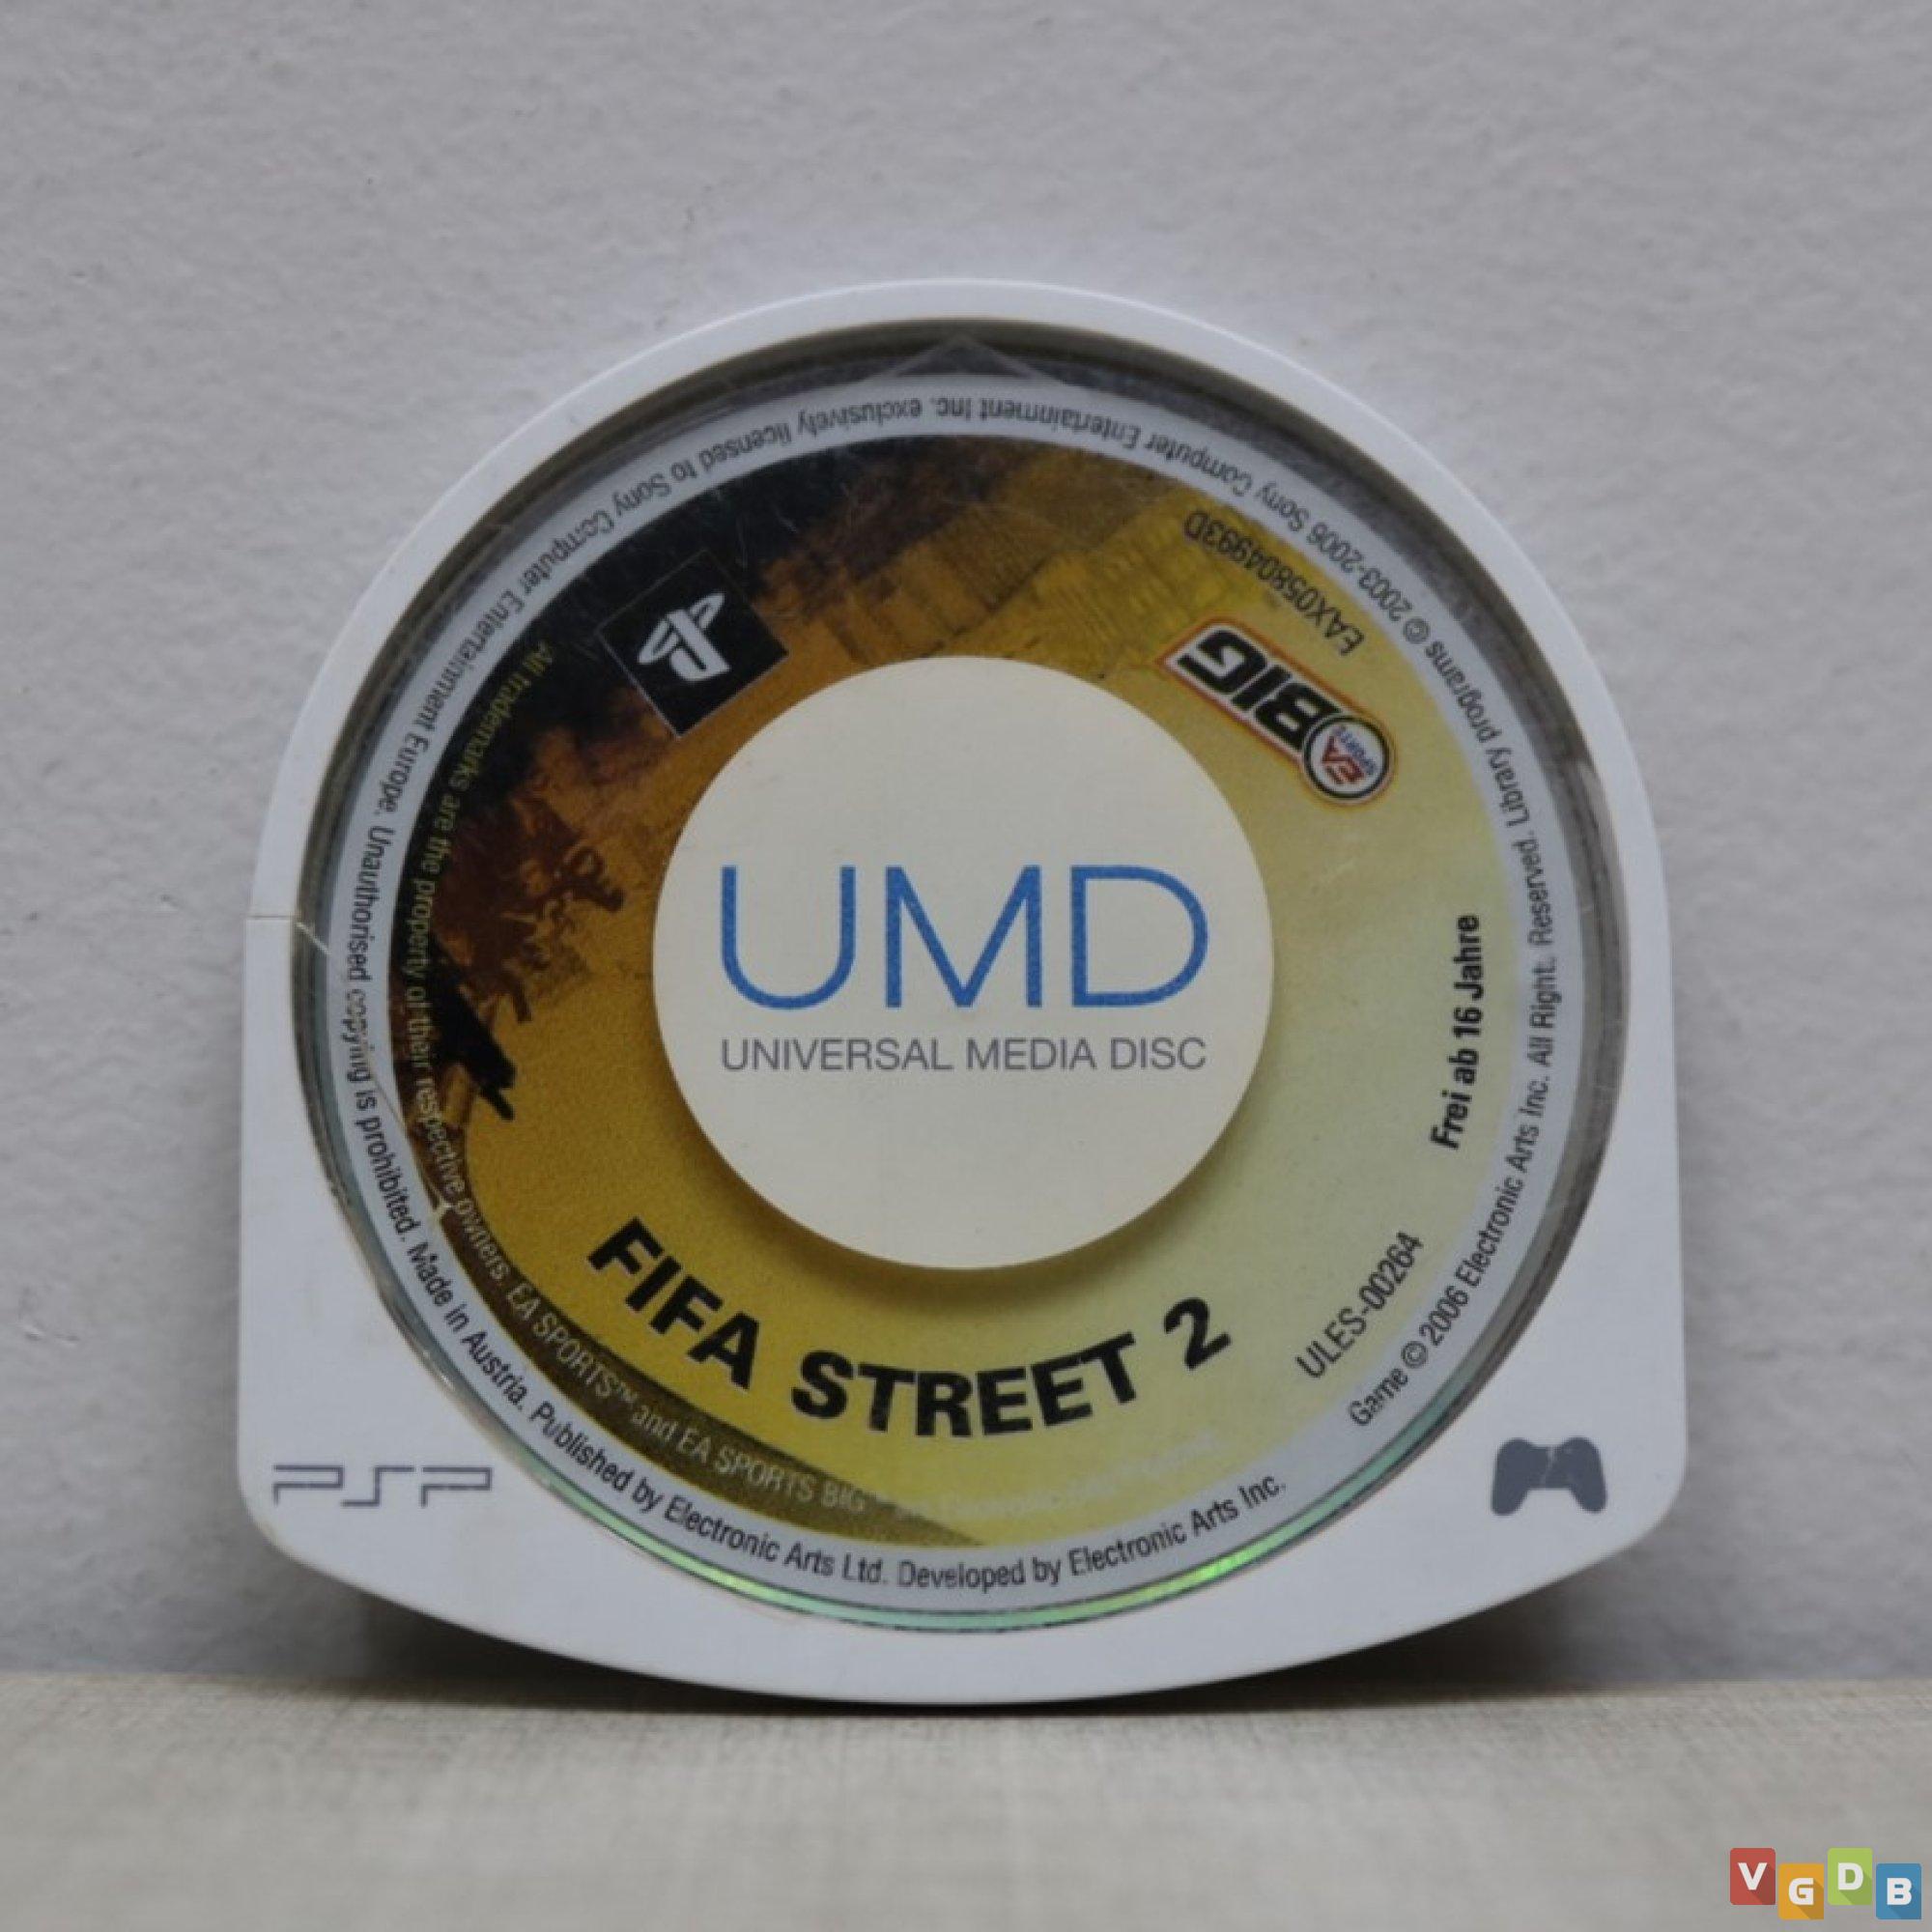 UMD
UNIVERSAL MEDIA DISC
FIFA STREET 2
ULES-00264
Frei ab 16 Jahre
EA SPORTS BIG
EAX05804993D
All trademarks are the property of their respective owners. EA SPORTS™ and EA SPORTS BIG™
Library programs © 2003-2006 Sony Computer Entertainment Inc. exclusively licensed to Sony Computer Entertainment Europe. Unauthorised copying is prohibited. Made in Austria. Published by Electronic Arts Ltd. Developed by Electronic Arts Inc.
Game © 2006 Electronic Arts Inc. All Right. Reserved.
PSP
VGDB